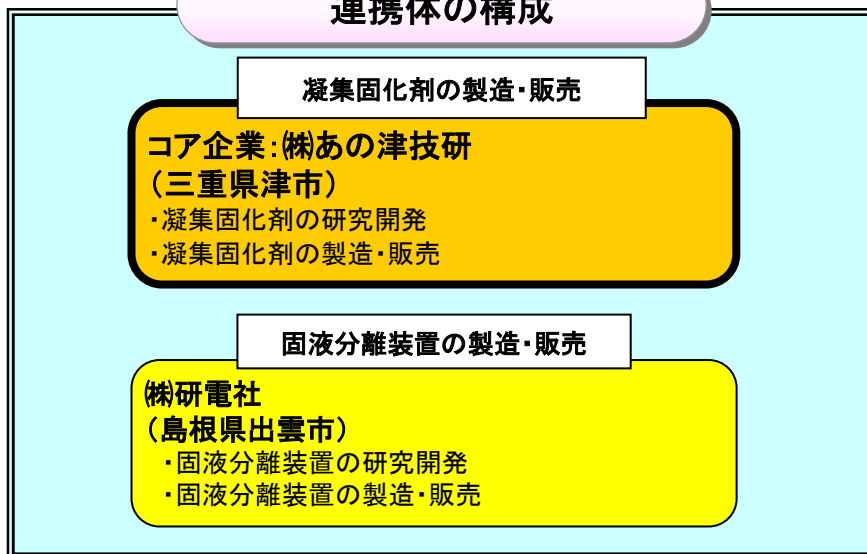 連携体の構成
凝集固化剤の製造・販売
コア企業：㈱あの津技研
（三重県津市）
・凝集固化剤の研究開発
・凝集固化剤の製造・販売
固液分離装置の製造・販売
㈱研電社
（島根県出雲市）
・固液分離装置の研究開発
・固液分離装置の製造・販売